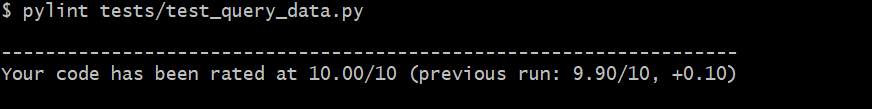 $ pylint tests/test_query_data.py
-------------------------------------------------------------------
Your code has been rated at 10.00/10 (previous run: 9.90/10, +0.10)